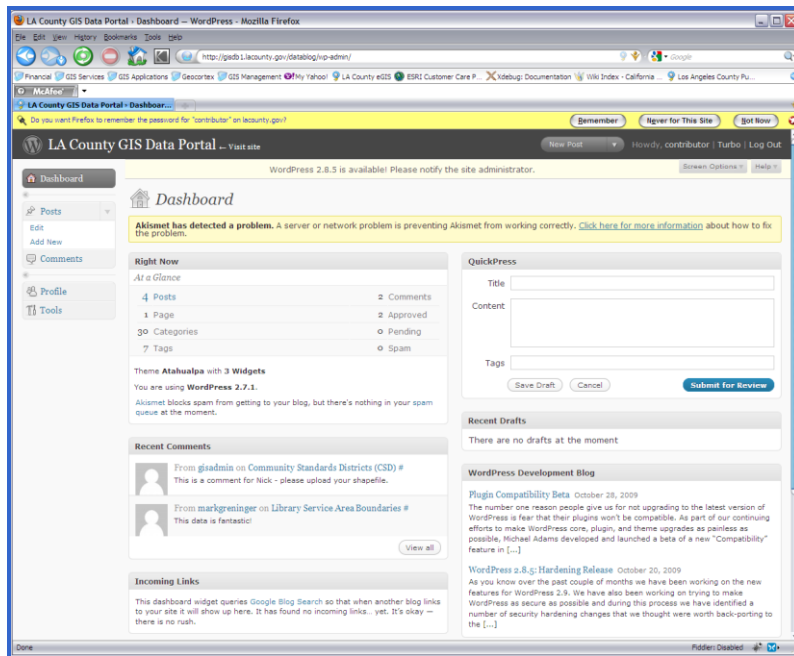 LA County GIS Data Portal › Dashboard — WordPress - Mozilla Firefox
File Edit View History Bookmarks Tools Help
http://gisdb1.lacounty.gov/datablog/wp-admin/
Google
Financial GIS Services GIS Applications Geocortex GIS Management My Yahoo! LA County eGIS ESRI Customer Care P... Xdebug: Documentation Wiki Index - California ... Los Angeles County Pu...
McAfee
LA County GIS Data Portal › Dashboar...
Do you want Firefox to remember the password for "contributor" on lacounty.gov?
Remember
Never for This Site
Not Now
LA County GIS Data Portal ← Visit site
New Post
Howdy, contributor | Turbo | Log Out
WordPress 2.8.5 is available! Please notify the site administrator.
Screen Options
Help
Dashboard
Posts
Edit
Add New
Comments
Profile
Tools
Dashboard
Akismet has detected a problem. A server or network problem is preventing Akismet from working correctly. Click here for more information about how to fix
the problem.
Right Now
At a Glance
4 Posts 2 Comments
1 Page 2 Approved
30 Categories 0 Pending
7 Tags 0 Spam
Theme Atahualpa with 3 Widgets
You are using WordPress 2.7.1.
Akismet blocks spam from getting to your blog, but there's nothing in your spam
queue at the moment.
Recent Comments
From gisadmin on Community Standards Districts (CSD) #
This is a comment for Nick - please upload your shapefile.
From markgreninger on Library Service Area Boundaries #
This data is fantastic!
View all
Incoming Links
This dashboard widget queries Google Blog Search so that when another blog links
to your site it will show up here. It has found no incoming links… yet. It's okay —
there is no rush.
QuickPress
Title
Content
Tags
Save Draft
Cancel
Submit for Review
Recent Drafts
There are no drafts at the moment
WordPress Development Blog
Plugin Compatibility Beta October 28, 2009
The number one reason people give us for not upgrading to the latest version of
WordPress is fear that their plugins won't be compatible. As part of our continuing
efforts to make WordPress core, plugin, and theme upgrades as painless as
possible, Michael Adams developed and launched a beta of a new "Compatibility"
feature in [...]
WordPress 2.8.5: Hardening Release October 20, 2009
As you know over the past couple of months we have been working on the new
features for WordPress 2.9. We have also been working on trying to make
WordPress as secure as possible and during this process we have identified a
number of security hardening changes that we thought were worth back-porting to
the [...]
Done
Fiddler: Disabled